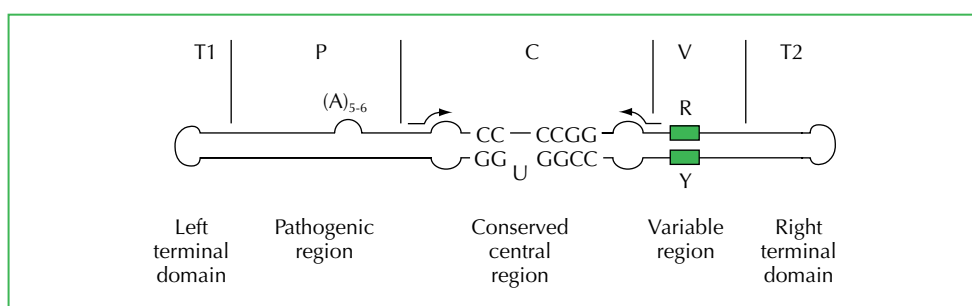 T1 P C V T2
(A)5-6 R
CC CCGG
GG U GGCC
Y
Left terminal domain
Pathogenic region
Conserved central region
Variable region
Right terminal domain